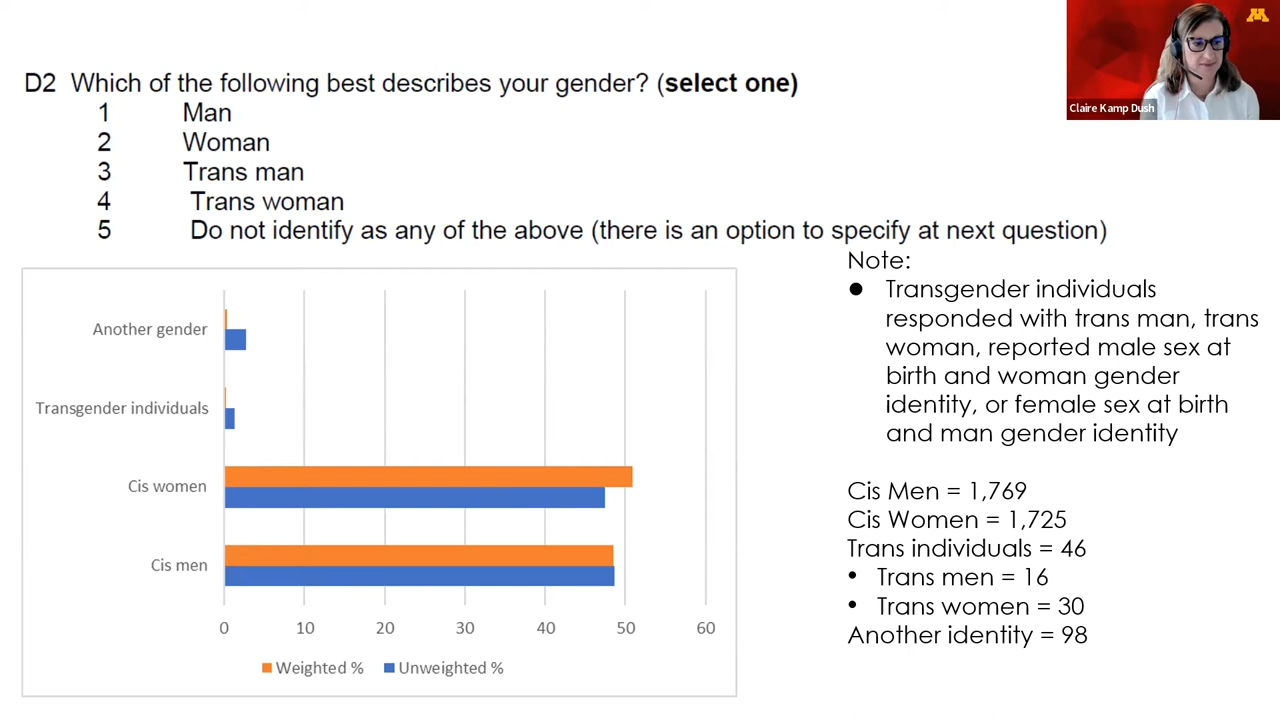 D2 Which of the following best describes your gender? (select one)
1 Man
2 Woman
3 Trans man
4 Trans woman
5 Do not identify as any of the above (there is an option to specify at next question)
Claire Kamp Dush
M
Another gender
Transgender individuals
Cis women
Cis men
0 10 20 30 40 50 60
Weighted % Unweighted %
Note:
● Transgender individuals
responded with trans man, trans
woman, reported male sex at
birth and woman gender
identity, or female sex at birth
and man gender identity
Cis Men = 1,769
Cis Women = 1,725
Trans individuals = 46
• Trans men = 16
• Trans women = 30
Another identity = 98